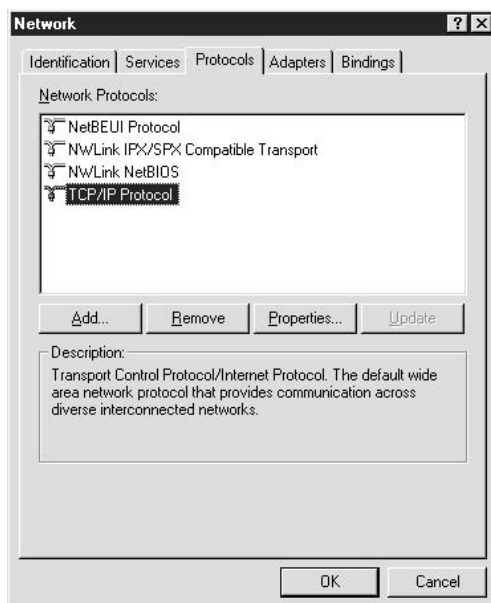 Network
Identification Services Protocols Adapters Bindings
Network Protocols:
NetBEUI Protocol
NWLink IPX/SPX Compatible Transport
NWLink NetBIOS
TCP/IP Protocol
Add... Remove Properties... Update
Description:
Transport Control Protocol/Internet Protocol. The default wide
area network protocol that provides communication across
diverse interconnected networks.
OK Cancel